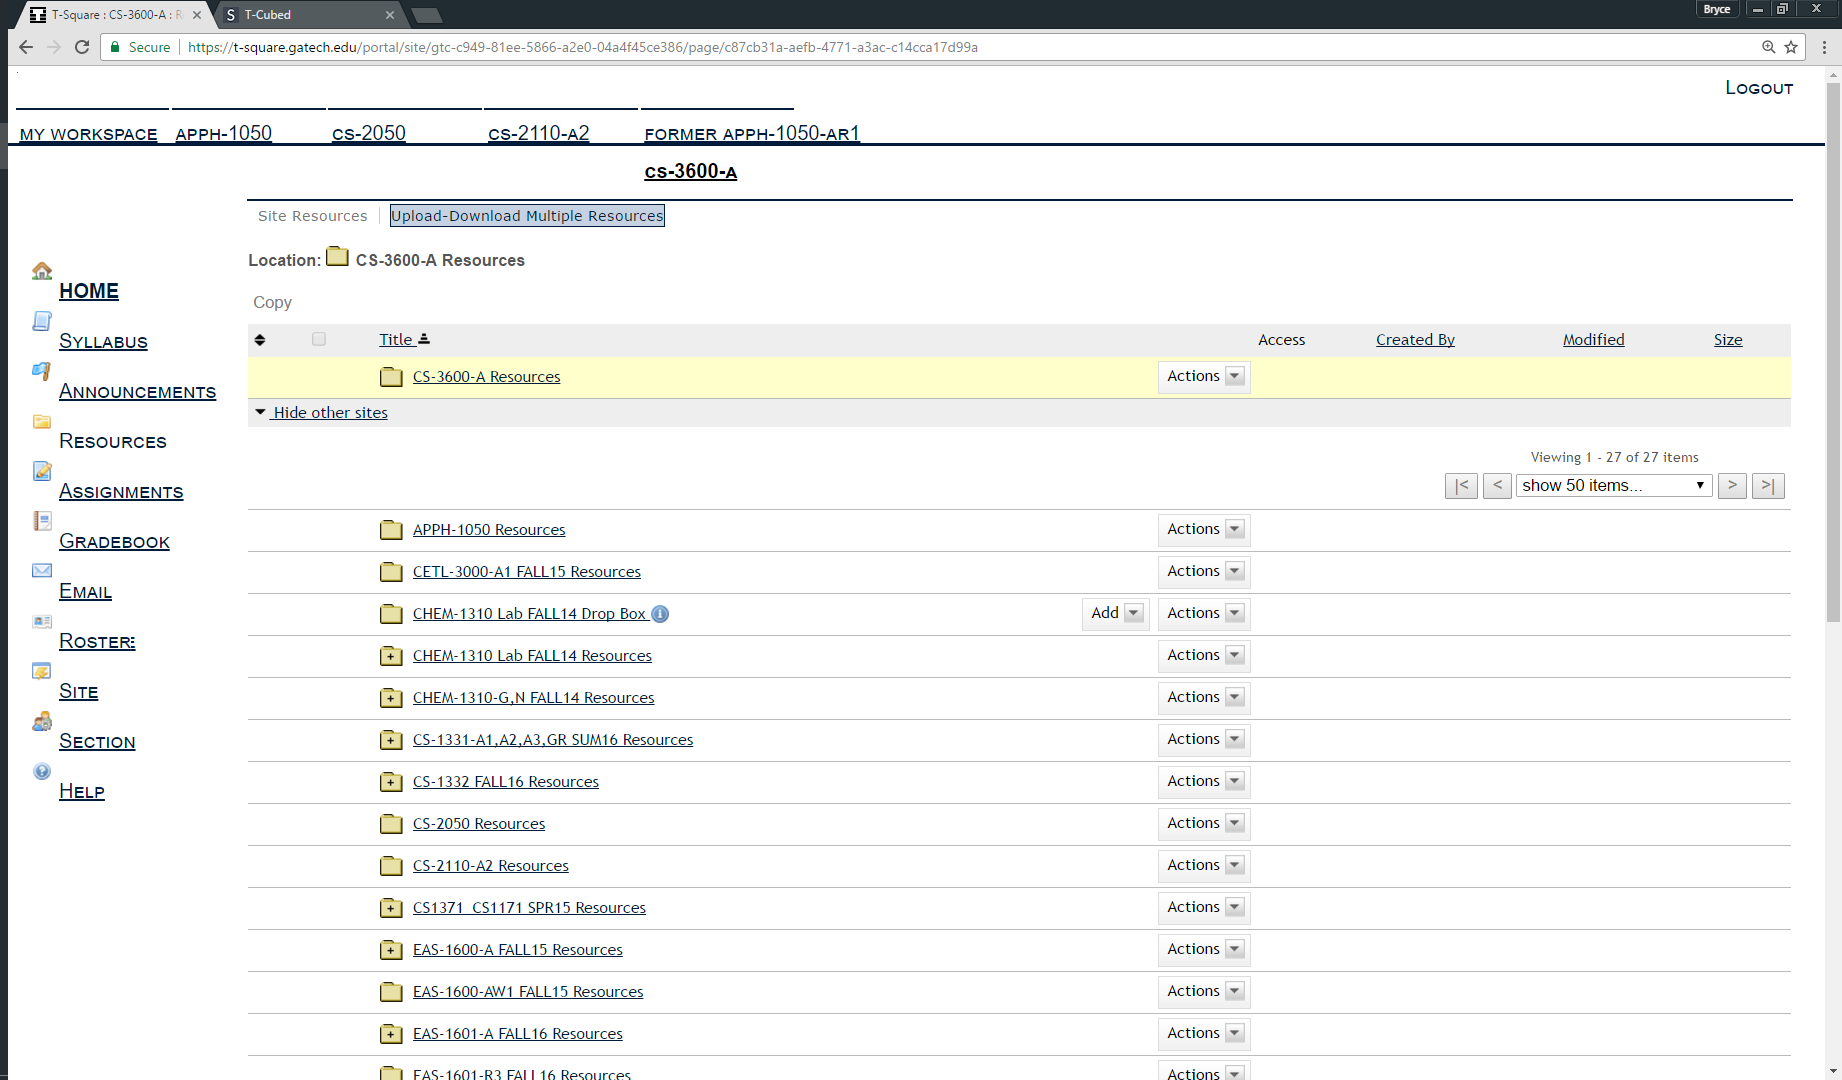 T-Square : CS-3600-A : R
T-Cubed
Bryce
Secure
https://t-square.gatech.edu/portal/site/gtc-c949-81ee-5866-a2e0-04a4f45ce386/page/c87cb31a-aefb-4771-a3ac-c14cca17d99a
Logout
my workspace apph-1050 cs-2050 cs-2110-a2 former apph-1050-ar1
cs-3600-a
Site Resources Upload-Download Multiple Resources
Location: CS-3600-A Resources
Copy
Title Access Created By Modified Size
CS-3600-A Resources Actions
Hide other sites
Viewing 1 - 27 of 27 items
|< < show 50 items... > >|
APPH-1050 Resources Actions
CETL-3000-A1 FALL15 Resources Actions
CHEM-1310 Lab FALL14 Drop Box Add Actions
CHEM-1310 Lab FALL14 Resources Actions
CHEM-1310-G,N FALL14 Resources Actions
CS-1331-A1,A2,A3,GR SUM16 Resources Actions
CS-1332 FALL16 Resources Actions
CS-2050 Resources Actions
CS-2110-A2 Resources Actions
CS1371_CS1171 SPR15 Resources Actions
EAS-1600-A FALL15 Resources Actions
EAS-1600-AW1 FALL15 Resources Actions
EAS-1601-A FALL16 Resources Actions
EAS-1601-R3 FALL16 Resources Actions
HOME
Syllabus
Announcements
Resources
Assignments
Gradebook
Email
Roster
Site
Section
Help